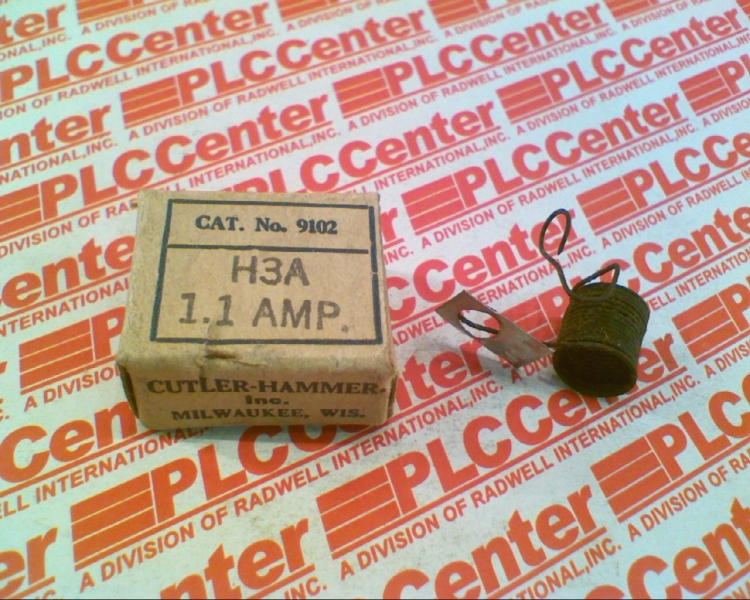 CAT. No. 9102
H3A
1.1 AMP.
CUTLER-HAMMER.
Inc.
MILWAUKEE, WIS.
PLCCenter
A DIVISION OF RADWELL INTERNATIONAL,INC.